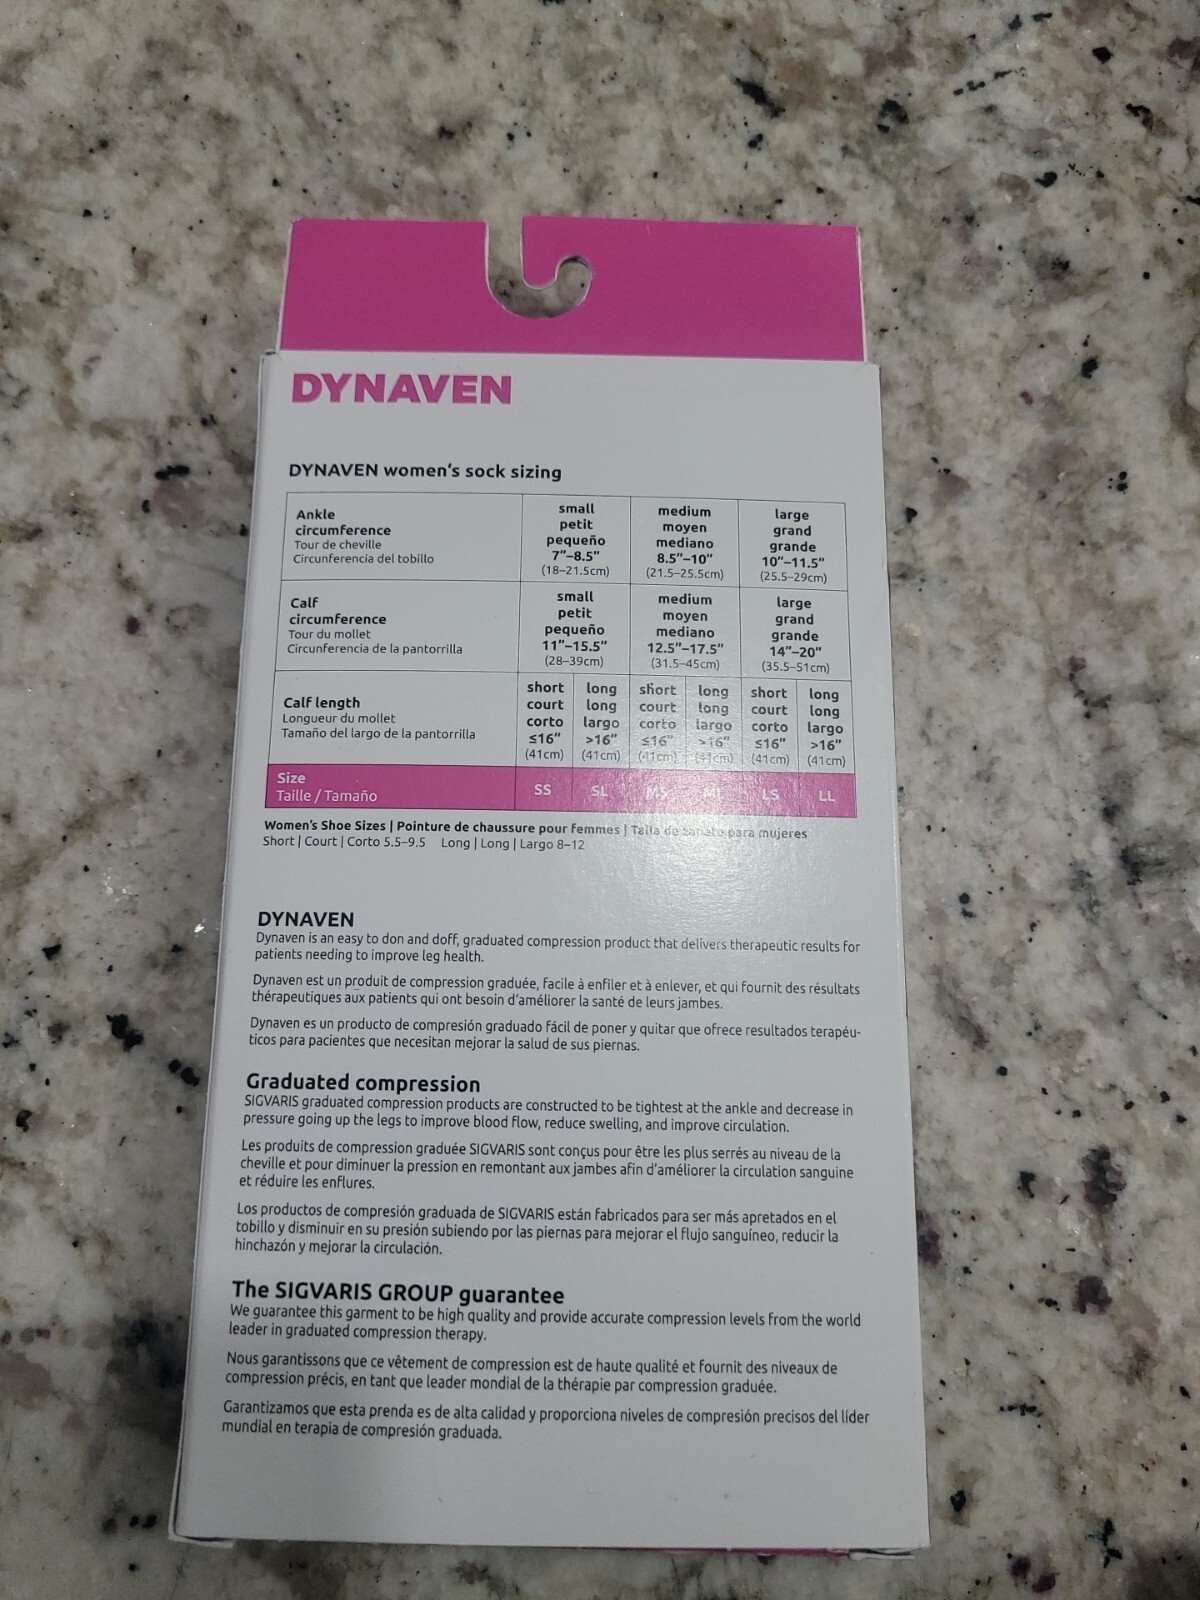 DYNAVEN
DYNAVEN women's sock sizing
Ankle
circumference
Tour de cheville
Circunferencia del tobillo
small
petit
pequeño
7"–8.5"
(18–21.5cm)
medium
moyen
mediano
8.5"–10"
(21.5–25.5cm)
large
grand
grande
10"–11.5"
(25.5–29cm)
Calf
circumference
Tour du mollet
Circunferencia de la pantorrilla
small
petit
pequeño
11"–15.5"
(28–39cm)
medium
moyen
mediano
12.5"–17.5"
(31.5–45cm)
large
grand
grande
14"–20"
(35.5–51cm)
Calf length
Longueur du mollet
Tamaño del largo de la pantorrilla
short
court
corto
≤16"
(41cm)
long
long
largo
>16"
(41cm)
short
court
corto
≤16"
(41cm)
long
long
largo
>16"
(41cm)
short
court
corto
≤16"
(41cm)
long
long
largo
>16"
(41cm)
Size
Taille / Tamaño
SS SL MS ML LS LL
Women's Shoe Sizes | Pointure de chaussure pour femmes | Talla de zapato para mujeres
Short | Court | Corto 5.5–9.5 Long | Long | Largo 8–12
DYNAVEN
Dynaven is an easy to don and doff, graduated compression product that delivers therapeutic results for
patients needing to improve leg health.
Dynaven est un produit de compression graduée, facile à enfiler et à enlever, et qui fournit des résultats
thérapeutiques aux patients qui ont besoin d'améliorer la santé de leurs jambes.
Dynaven es un producto de compresión graduado fácil de poner y quitar que ofrece resultados terapéu-
ticos para pacientes que necesitan mejorar la salud de sus piernas.
Graduated compression
SIGVARIS graduated compression products are constructed to be tightest at the ankle and decrease in
pressure going up the legs to improve blood flow, reduce swelling, and improve circulation.
Les produits de compression graduée SIGVARIS sont conçus pour être les plus serrés au niveau de la
cheville et pour diminuer la pression en remontant aux jambes afin d'améliorer la circulation sanguine
et réduire les enflures.
Los productos de compresión graduada de SIGVARIS están fabricados para ser más apretados en el
tobillo y disminuir en su presión subiendo por las piernas para mejorar el flujo sanguíneo, reducir la
hinchazón y mejorar la circulación.
The SIGVARIS GROUP guarantee
We guarantee this garment to be high quality and provide accurate compression levels from the world
leader in graduated compression therapy.
Nous garantissons que ce vêtement de compression est de haute qualité et fournit des niveaux de
compression précis, en tant que leader mondial de la thérapie par compression graduée.
Garantizamos que esta prenda es de alta calidad y proporciona niveles de compresión precisos del líder
mundial en terapia de compresión graduada.